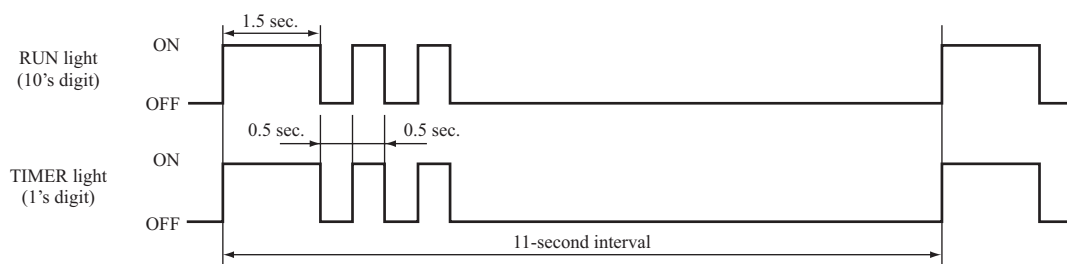 1.5 sec.
ON
RUN light
(10’s digit)
OFF
0.5 sec.
0.5 sec.
ON
TIMER light
(1’s digit)
OFF
11-second interval